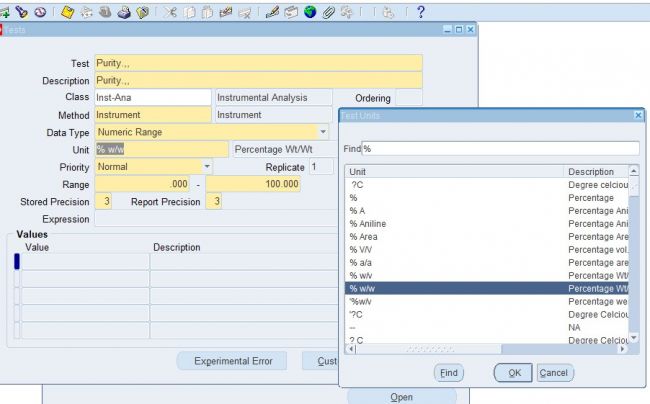 Tests
Test Purity.,,
Description Purity.,,
Class Inst-Ana Instrumental Analysis Ordering
Method Instrument Instrument
Data Type Numeric Range
Unit % w/w Percentage Wt/Wt
Priority Normal Replicate 1
Range .000 - 100.000
Stored Precision 3 Report Precision 3
Expression
Values
Value Description
Experimental Error Custo
Open
Test Units
Find %
Unit Description
?C Degree celciou
% Percentage
% A Percentage Ani
% Aniline Percentage Ani
% Area Percentage Are
% V/V Percentage vol.
% a/a Percentage are
% w/v Percentage Wt/
% w/w Percentage Wt/
'%w/v Percentage we
'?C Degree Celciou
-- NA
? C Degree Celciou
Find OK Cancel